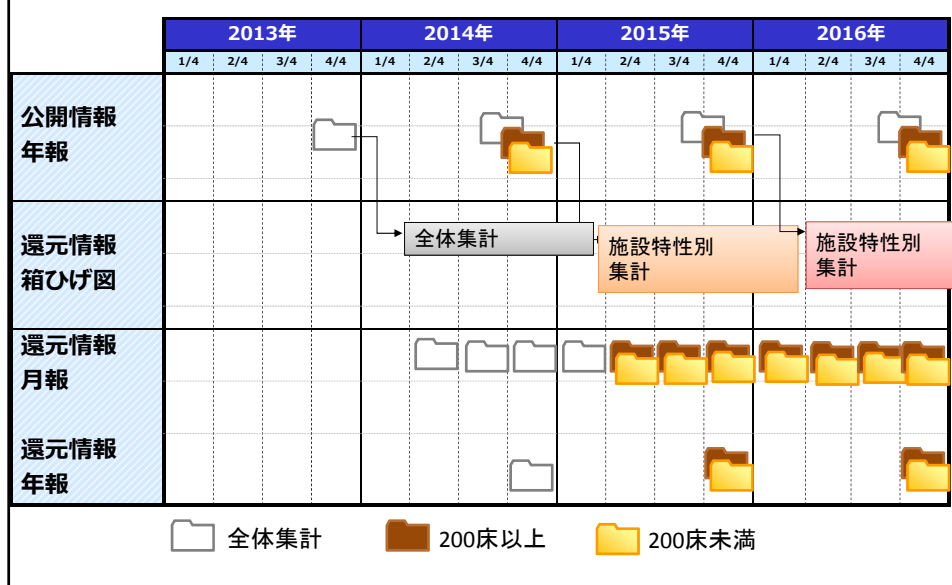 2013年 2014年 2015年 2016年
1/4 2/4 3/4 4/4 1/4 2/4 3/4 4/4 1/4 2/4 3/4 4/4 1/4 2/4 3/4 4/4
公開情報
年報
還元情報
箱ひげ図
全体集計
施設特性別
集計
施設特性別
集計
還元情報
月報
還元情報
年報
全体集計 200床以上 200床未満